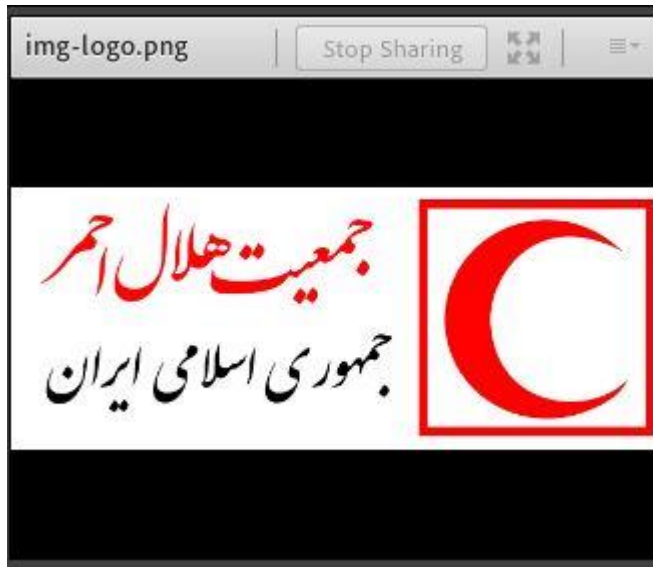 img-logo.png Stop Sharing
جمعیت هلال احمر
جمهوری اسلامی ایران